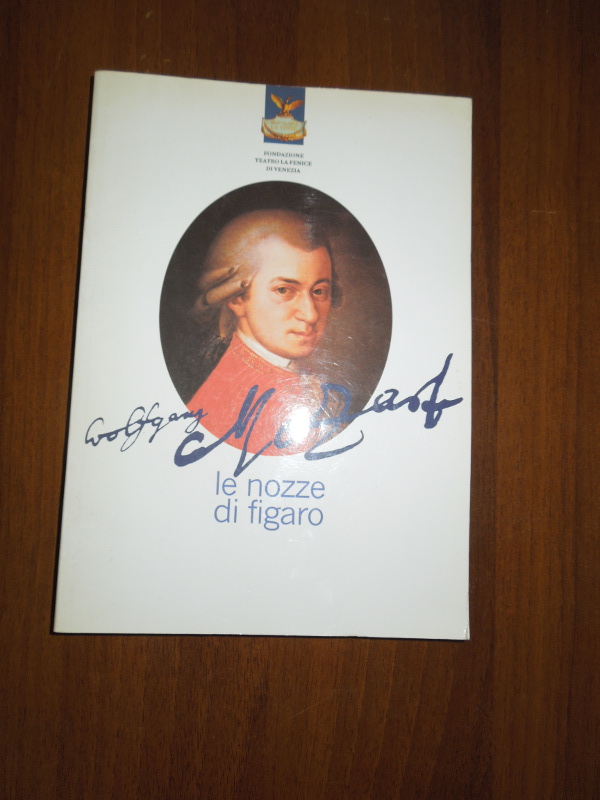 FONDAZIONE
TEATRO LA FENICE
DI VENEZIA
wolfgang Mozart
le nozze
di figaro